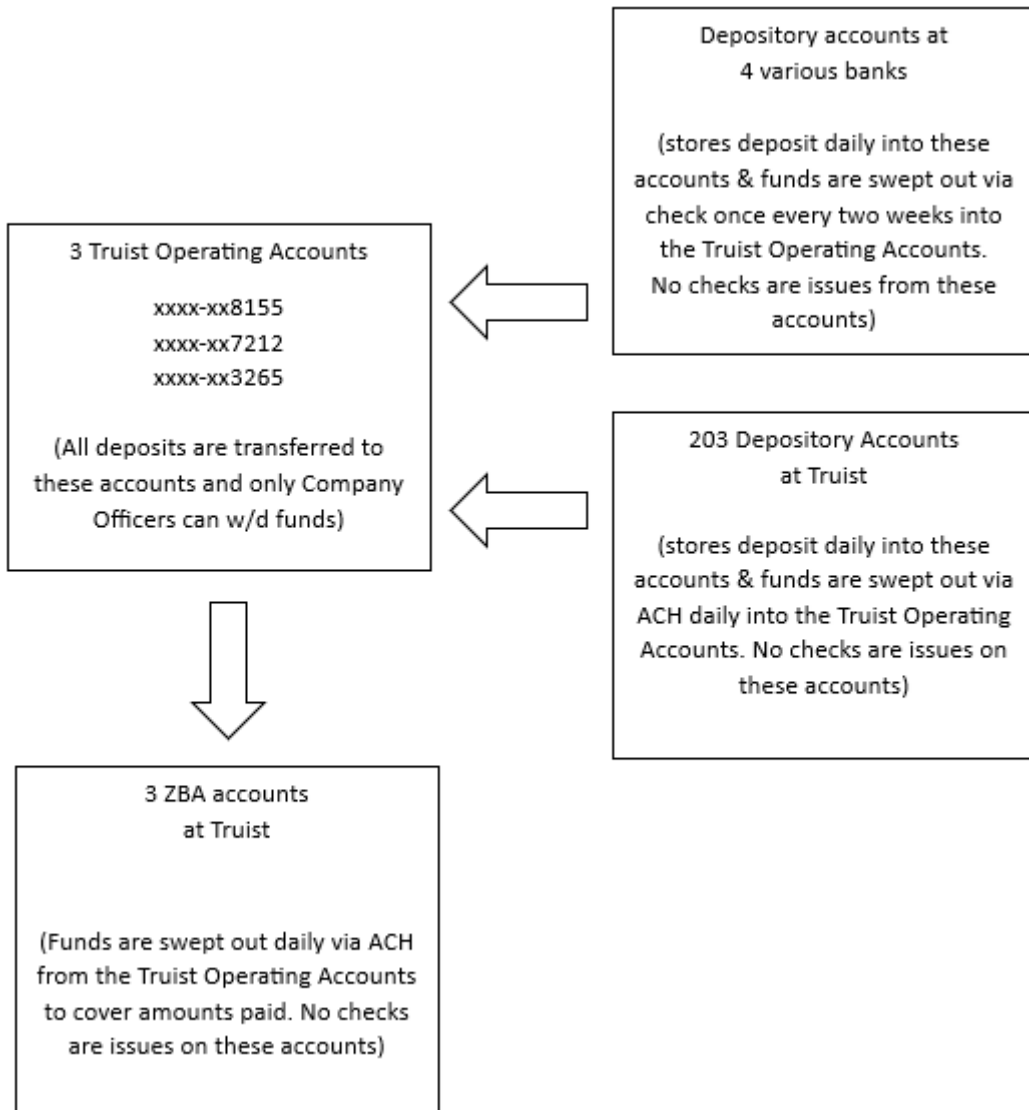 Depository accounts at
4 various banks
(stores deposit daily into these
accounts & funds are swept out via
check once every two weeks into
the Truist Operating Accounts.
No checks are issues from these
accounts)
3 Truist Operating Accounts
xxxx-xx8155
xxxx-xx7212
xxxx-xx3265
(All deposits are transferred to
these accounts and only Company
Officers can w/d funds)
203 Depository Accounts
at Truist
(stores deposit daily into these
accounts & funds are swept out via
ACH daily into the Truist Operating
Accounts. No checks are issues on
these accounts)
3 ZBA accounts
at Truist
(Funds are swept out daily via ACH
from the Truist Operating Accounts
to cover amounts paid. No checks
are issues on these accounts)